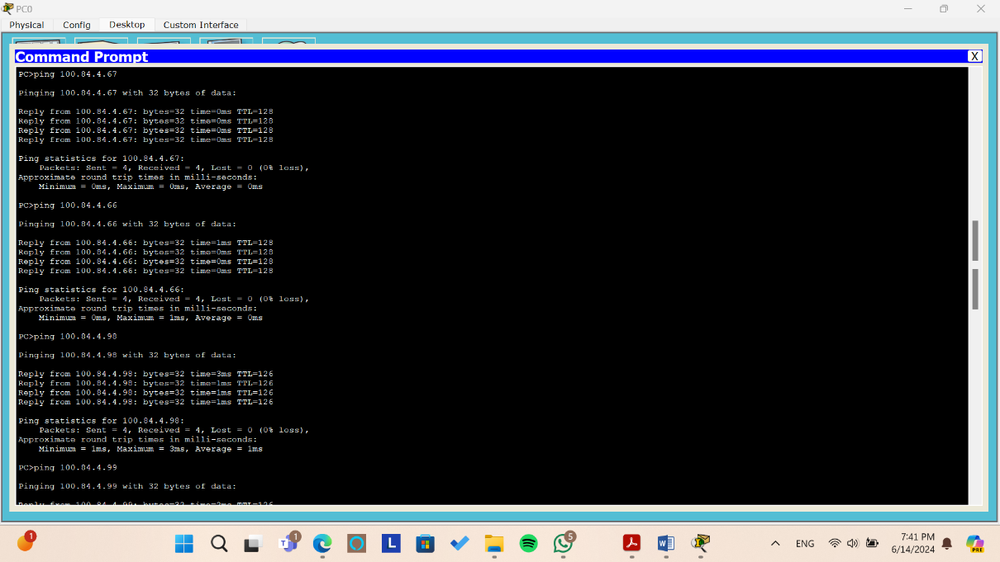 PC0
Physical Config Desktop Custom Interface
Command Prompt X
PC>ping 100.84.4.67
Pinging 100.84.4.67 with 32 bytes of data:
Reply from 100.84.4.67: bytes=32 time=0ms TTL=128
Reply from 100.84.4.67: bytes=32 time=0ms TTL=128
Reply from 100.84.4.67: bytes=32 time=0ms TTL=128
Reply from 100.84.4.67: bytes=32 time=0ms TTL=128
Ping statistics for 100.84.4.67:
Packets: Sent = 4, Received = 4, Lost = 0 (0% loss),
Approximate round trip times in milli-seconds:
Minimum = 0ms, Maximum = 0ms, Average = 0ms
PC>ping 100.84.4.66
Pinging 100.84.4.66 with 32 bytes of data:
Reply from 100.84.4.66: bytes=32 time=1ms TTL=128
Reply from 100.84.4.66: bytes=32 time=0ms TTL=128
Reply from 100.84.4.66: bytes=32 time=0ms TTL=128
Reply from 100.84.4.66: bytes=32 time=0ms TTL=128
Ping statistics for 100.84.4.66:
Packets: Sent = 4, Received = 4, Lost = 0 (0% loss),
Approximate round trip times in milli-seconds:
Minimum = 0ms, Maximum = 1ms, Average = 0ms
PC>ping 100.84.4.98
Pinging 100.84.4.98 with 32 bytes of data:
Reply from 100.84.4.98: bytes=32 time=3ms TTL=126
Reply from 100.84.4.98: bytes=32 time=1ms TTL=126
Reply from 100.84.4.98: bytes=32 time=1ms TTL=126
Reply from 100.84.4.98: bytes=32 time=1ms TTL=126
Ping statistics for 100.84.4.98:
Packets: Sent = 4, Received = 4, Lost = 0 (0% loss),
Approximate round trip times in milli-seconds:
Minimum = 1ms, Maximum = 3ms, Average = 1ms
PC>ping 100.84.4.99
Pinging 100.84.4.99 with 32 bytes of data:
Reply from 100.84.4.99: bytes=32 time=2ms TTL=126
1 T 1 L 5 W ENG 7:41 PM PRE
6/14/2024